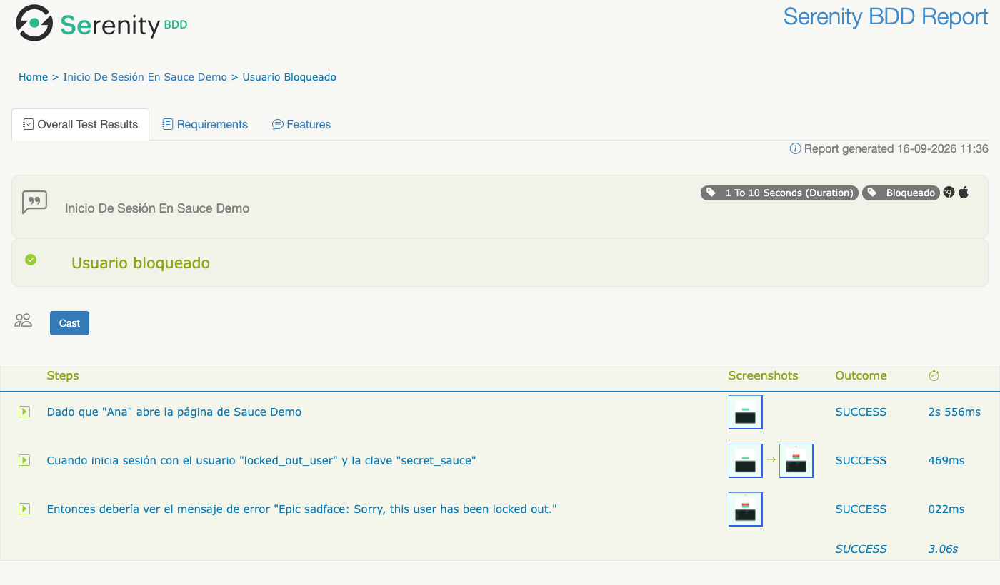 Serenity BDD
Serenity BDD Report
Home > Inicio De Sesión En Sauce Demo > Usuario Bloqueado
Overall Test Results Requirements Features
Report generated 16-09-2026 11:36
1 To 10 Seconds (Duration) Bloqueado
Inicio De Sesión En Sauce Demo
Usuario bloqueado
Cast
Steps Screenshots Outcome
Dado que "Ana" abre la página de Sauce Demo SUCCESS 2s 556ms
Cuando inicia sesión con el usuario "locked_out_user" y la clave "secret_sauce" → SUCCESS 469ms
Entonces debería ver el mensaje de error "Epic sadface: Sorry, this user has been locked out." SUCCESS 022ms
SUCCESS 3.06s